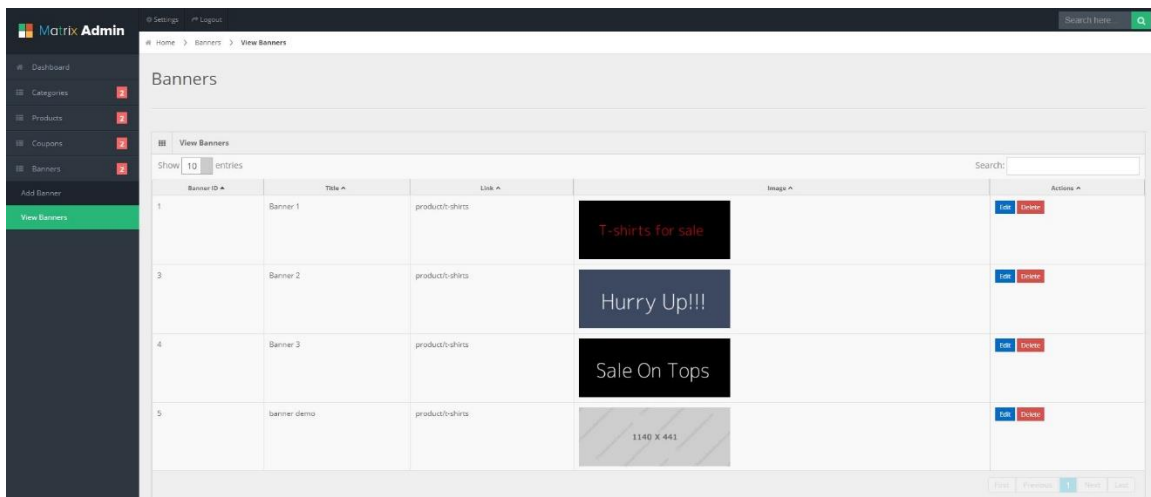 Matrix Admin
Settings Logout
Search here...
Home > Banners > View Banners
Dashboard
Categories 2
Products 2
Coupons 2
Banners 2
Add Banner
View Banners
Banners
View Banners
Show 10 entries Search:
Banner ID Title Link Image Actions
1 Banner 1 product/t-shirts T-shirts for sale Edit Delete
3 Banner 2 product/t-shirts Hurry Up!!! Edit Delete
4 Banner 3 product/t-shirts Sale On Tops Edit Delete
5 banner demo product/t-shirts 1140 X 441 Edit Delete
First Previous 1 Next Last